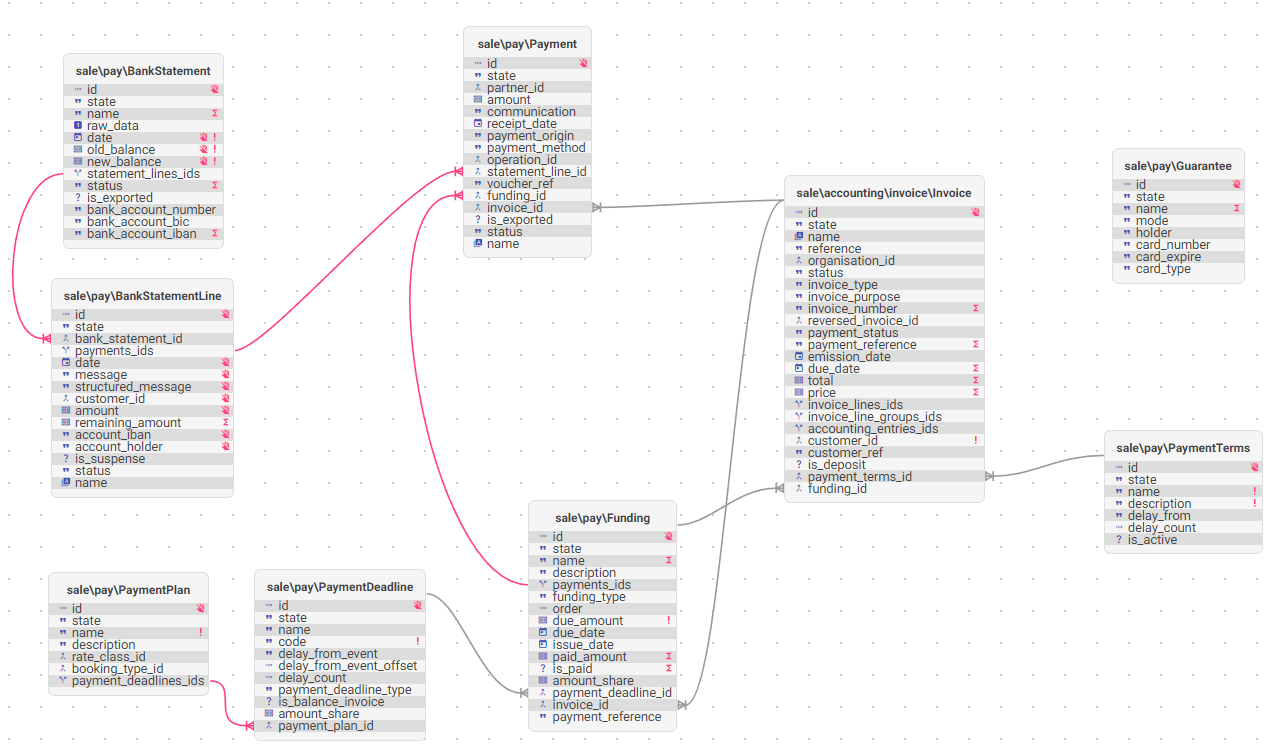 sale\pay\BankStatement
id
state
name
raw_data
date
old_balance
new_balance
statement_lines_ids
status
is_exported
bank_account_number
bank_account_bic
bank_account_iban
sale\pay\BankStatementLine
id
state
bank_statement_id
payments_ids
date
message
structured_message
customer_id
amount
remaining_amount
account_iban
account_holder
is_suspense
status
name
sale\pay\PaymentPlan
id
state
name
description
rate_class_id
booking_type_id
payment_deadlines_ids
sale\pay\PaymentDeadline
id
state
name
code
delay_from_event
delay_from_event_offset
delay_count
payment_deadline_type
is_balance_invoice
amount_share
payment_plan_id
sale\pay\Payment
id
state
partner_id
amount
communication
receipt_date
payment_origin
payment_method
operation_id
statement_line_id
voucher_ref
funding_id
invoice_id
is_exported
status
name
sale\pay\Funding
id
state
name
description
payments_ids
funding_type
order
due_amount
due_date
issue_date
paid_amount
is_paid
amount_share
payment_deadline_id
invoice_id
payment_reference
sale\accounting\invoice\Invoice
id
state
name
reference
organisation_id
status
invoice_type
invoice_purpose
invoice_number
reversed_invoice_id
payment_status
payment_reference
emission_date
due_date
total
price
invoice_lines_ids
invoice_line_groups_ids
accounting_entries_ids
customer_id
customer_ref
is_deposit
payment_terms_id
funding_id
sale\pay\Guarantee
id
state
name
mode
holder
card_number
card_expire
card_type
sale\pay\PaymentTerms
id
state
name
description
delay_from
delay_count
is_active